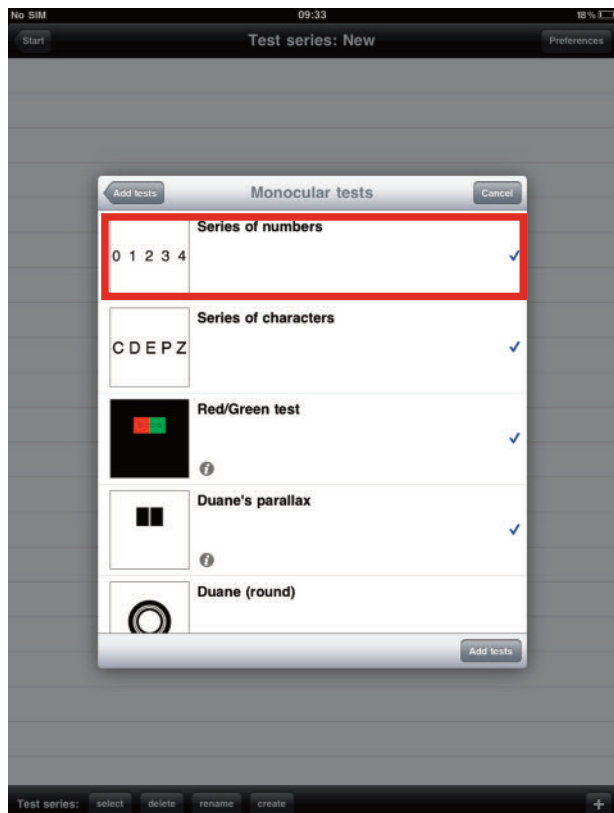 No SIM 09:33 18 %
Start Test series: New Preferences
Add tests Monocular tests Cancel
Series of numbers
0 1 2 3 4
Series of characters
C D E P Z
Red/Green test
Duane's parallax
Duane (round)
Add tests
Test series: select delete rename create +